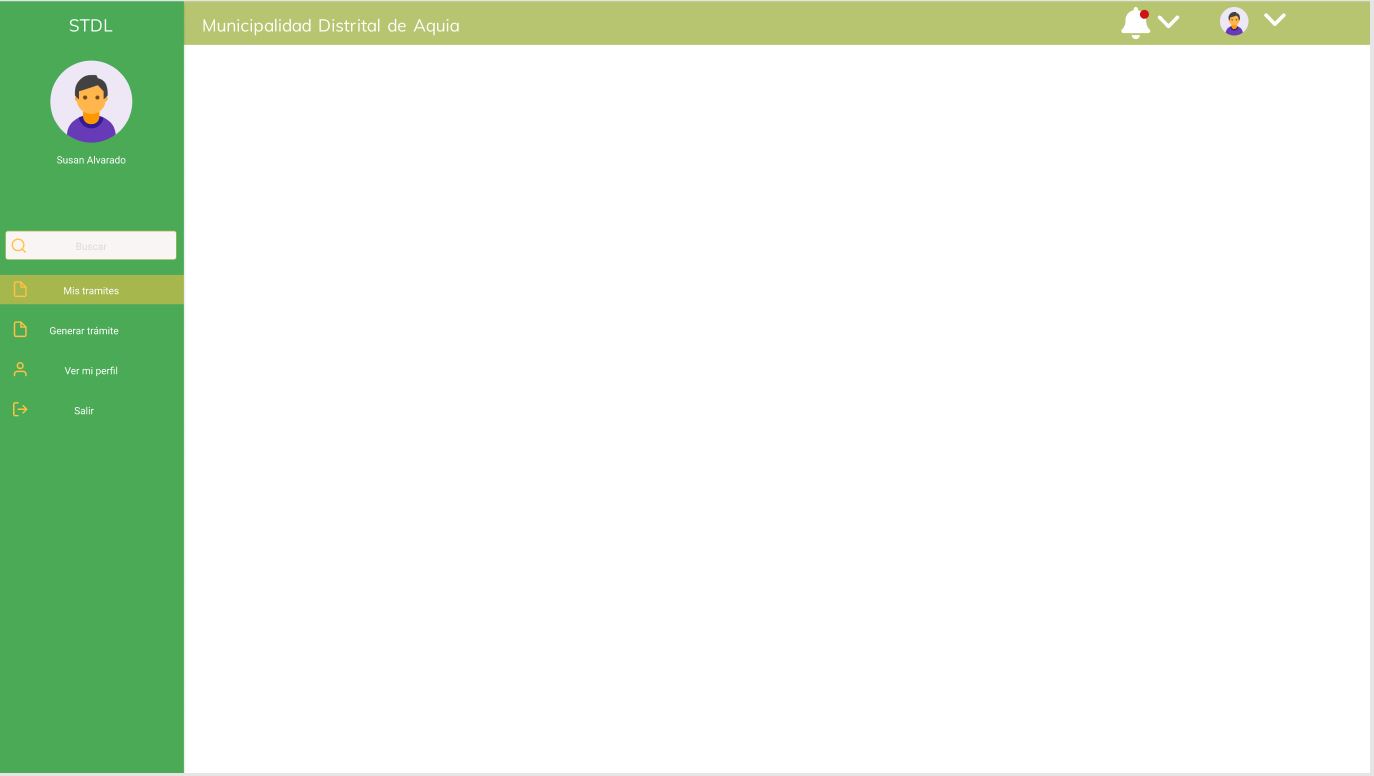 STDL
Municipalidad Distrital de Aquia
Susan Alvarado
Buscar
Mis tramites
Generar trámite
Ver mi perfil
Salir